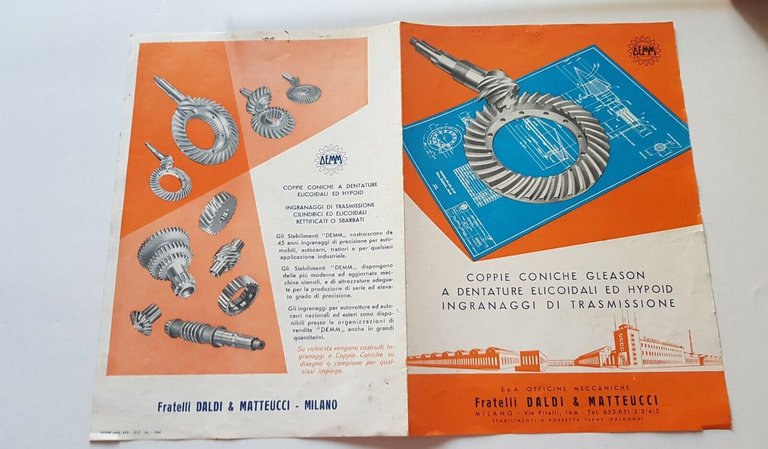 DEMM
COPPIE CONICHE A DENTATURE
ELICOIDALI ED HYPOID
INGRANAGGI DI TRASMISSIONE
CILINDRICI ED ELICOIDALI
RETTIFICATI O SBARBATI
Gli Stabilimenti "DEMM„ costruiscono da
45 anni ingranaggi di precisione per auto-
mobili, autocarri, trattori e per qualsiasi
applicazione industriale.
Gli Stabilimenti "DEMM„ dispongono
delle più moderne ed aggiornate mac-
chine utensili, e di attrezzature adegua-
te per la produzione di serie ad eleva-
to grado di precisione.
Gli ingranaggi per autovetture ed auto-
carri nazionali ed esteri sono dispo-
nibili presso le organizzazioni di
vendita "DEMM„ anche in grandi
quantitativi.
Su richiesta vengono costruiti in-
granaggi e Coppie Coniche su
disegno o campione per qual-
siasi impiego.
Fratelli DALDI & MATTEUCCI - MILANO
DEMM
COPPIE CONICHE GLEASON
A DENTATURE ELICOIDALI ED HYPOID
INGRANAGGI DI TRASMISSIONE
S.p.A. OFFICINE MECCANICHE
Fratelli DALDI & MATTEUCCI
MILANO - Via Pirelli, 16/A - Tel. 653.651/2/3/4/5
STABILIMENTI A PORRETTA TERME (BOLOGNA)